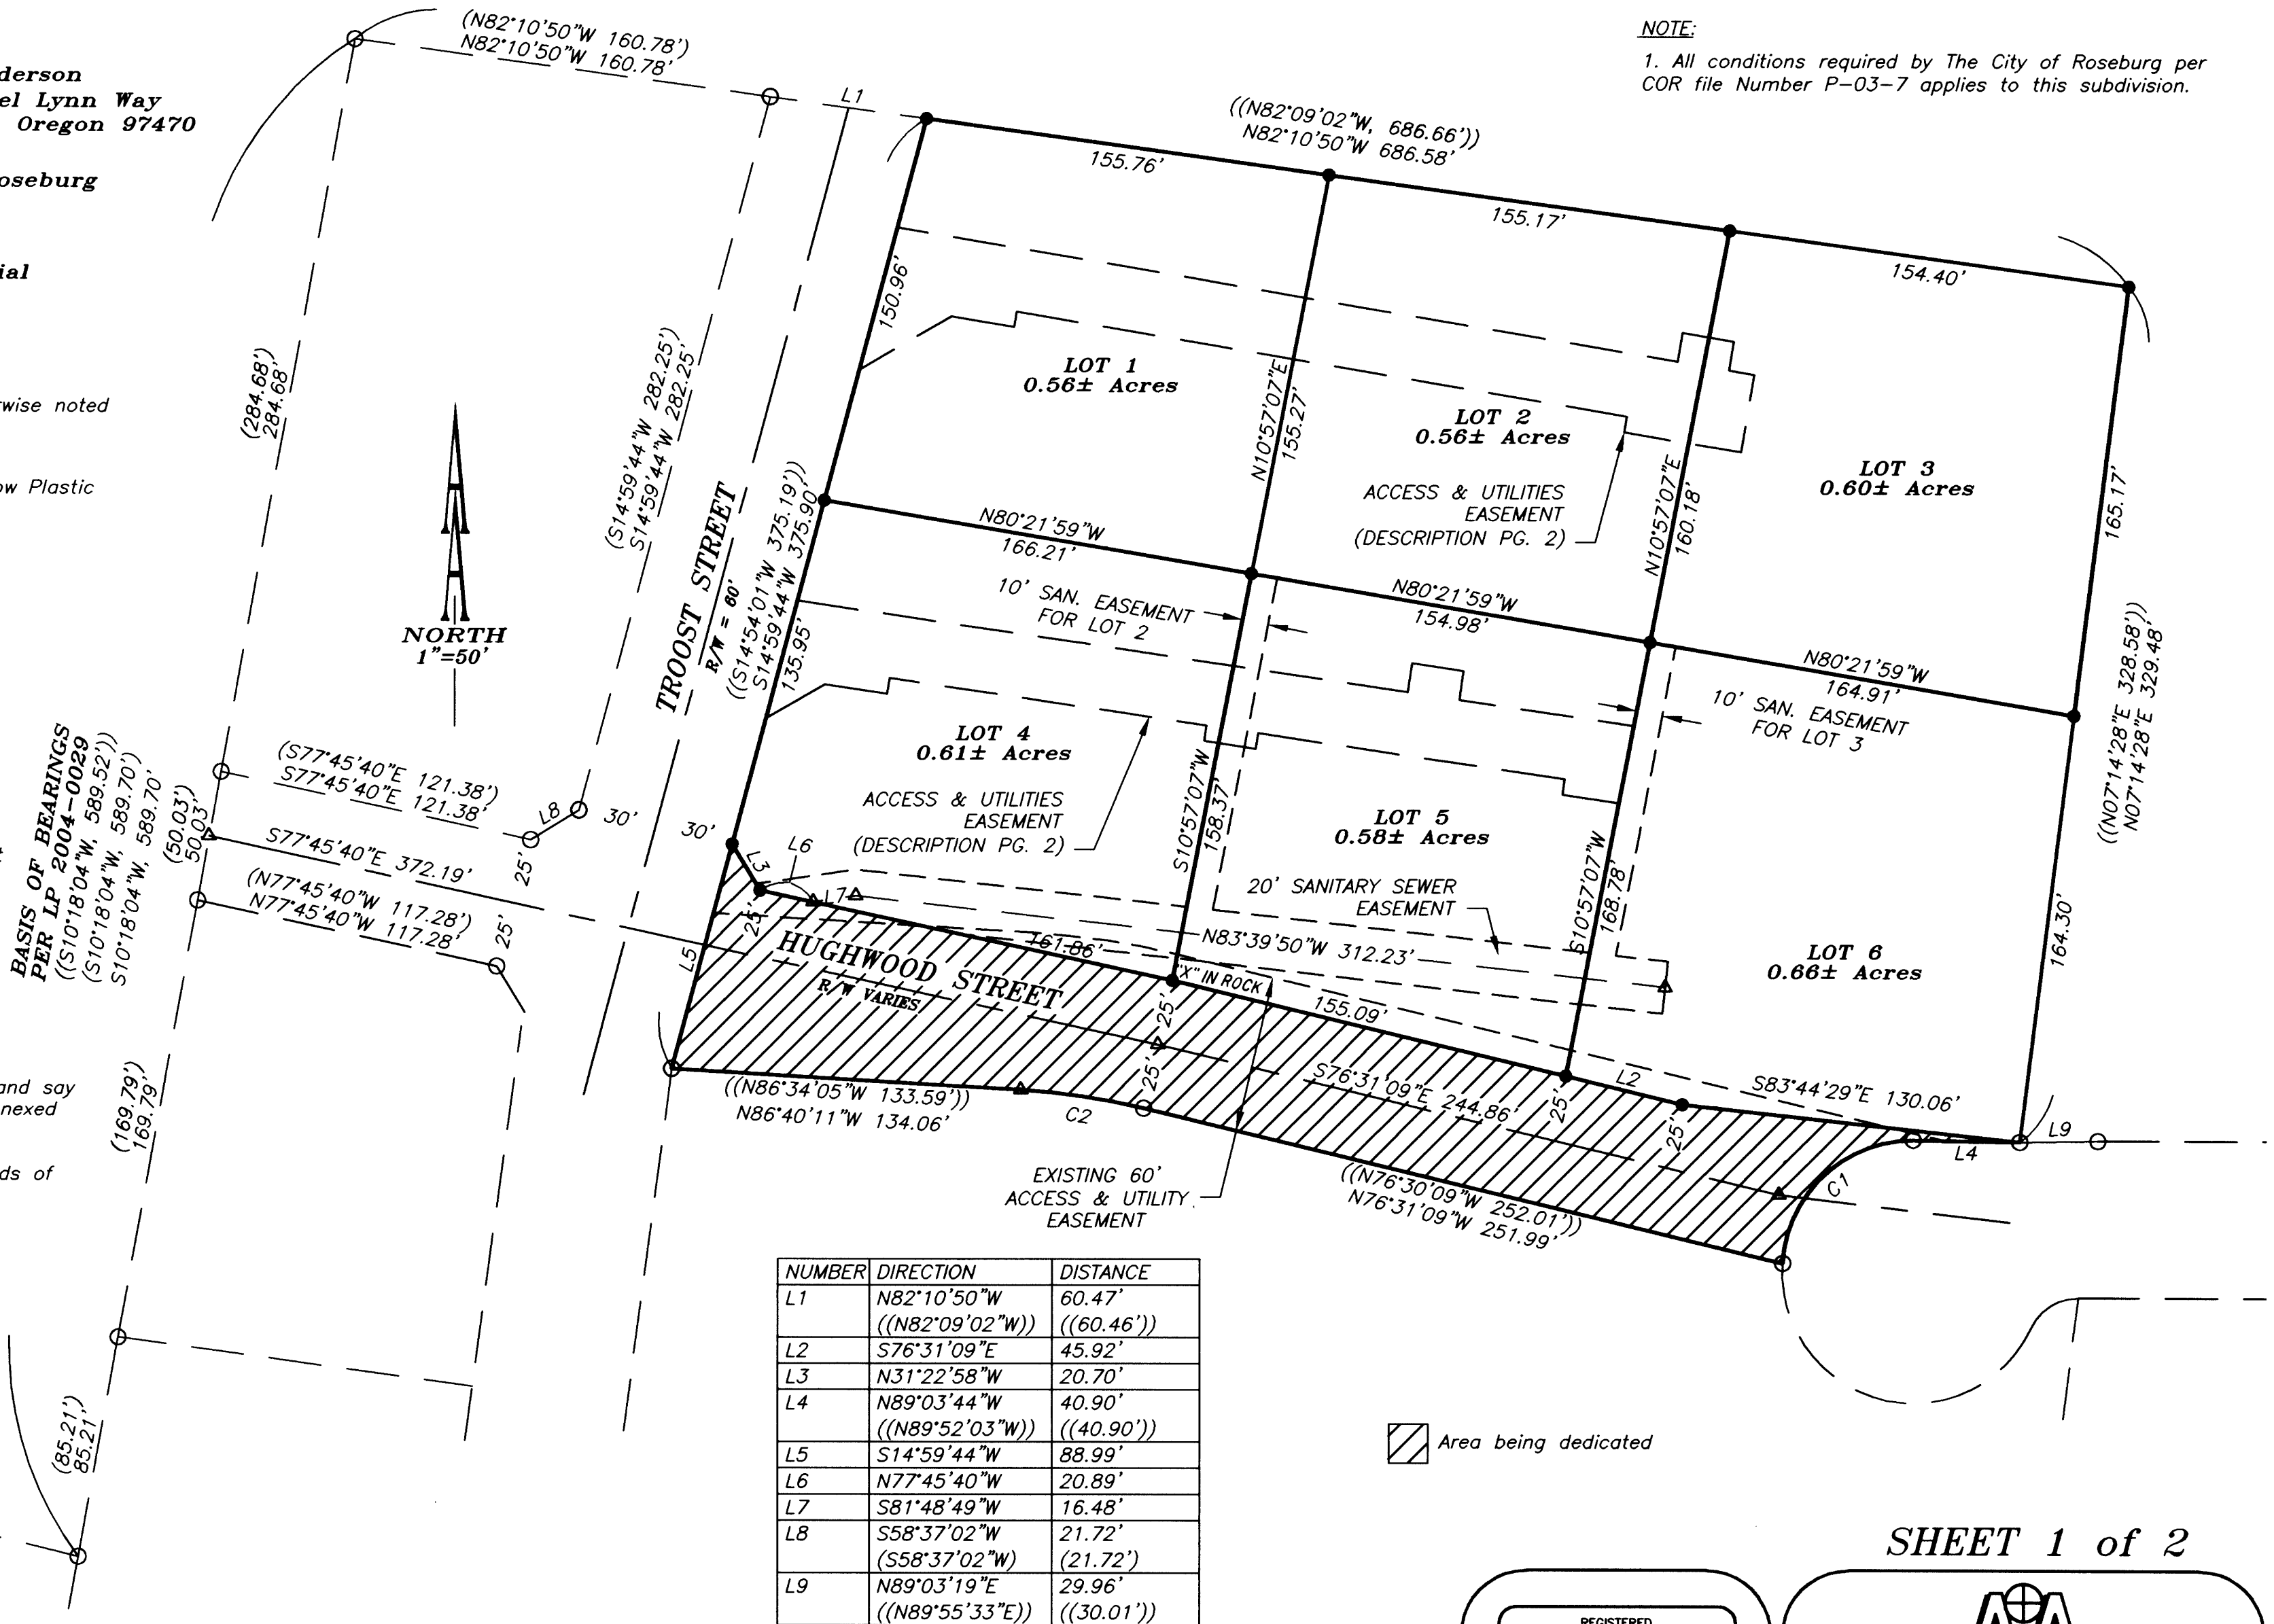 derson
el Lynn Way
Oregon 97470
oseburg
ial
rwise noted
ow Plastic
and say
nexed
ds of
NOTE:
1. All conditions required by The City of Roseburg per
COR file Number P-03-7 applies to this subdivision.
(N82°10'50"W 160.78')
N82°10'50"W 160.78'
L1
((N82°09'02"W, 686.66'))
N82°10'50"W 686.58'
155.76'
155.17'
154.40'
150.96'
(284.68')
284.68'
(S14°59'44"W 282.25')
S14°59'44"W 282.25'
LOT 1
0.56± Acres
N10°57'07"E
155.27'
LOT 2
0.56± Acres
ACCESS & UTILITIES
EASEMENT
(DESCRIPTION PG. 2)
N10°57'07"E
160.18'
LOT 3
0.60± Acres
165.17'
NORTH
1"=50'
TROOST STREET
R/W = 60'
((S14°54'01"W 375.19'))
S14°59'44"W 375.90'
135.95'
N80°21'59"W
166.21'
10' SAN. EASEMENT
FOR LOT 2
N80°21'59"W
154.98'
N80°21'59"W
164.91'
10' SAN. EASEMENT
FOR LOT 3
((N07°14'28"E 328.58'))
N07°14'28"E 329.48'
BASIS OF BEARINGS
PER LP 2004-0029
((S10°18'04"W, 589.52'))
(S10°18'04"W, 589.70')
S10°18'04"W, 589.70'
(50.03')
50.03'
(S77°45'40"E 121.38')
S77°45'40"E 121.38'
L8
30'
30'
25'
S77°45'40"E 372.19'
(N77°45'40"W 117.28')
N77°45'40"W 117.28'
25'
LOT 4
0.61± Acres
ACCESS & UTILITIES
EASEMENT
(DESCRIPTION PG. 2)
L3
L6
L7
S10°57'07"W
158.37'
LOT 5
0.58± Acres
20' SANITARY SEWER
EASEMENT
S10°57'07"W
168.78'
LOT 6
0.66± Acres
164.30'
L5
25'
161.86'
N83°39'50"W 312.23'
HUGHWOOD STREET
R/W VARIES
"X" IN ROCK
155.09'
25'
25'
((N86°34'05"W 133.59'))
N86°40'11"W 134.06'
C2
S76°31'09"E 244.86'
25'
L2
25'
S83°44'29"E 130.06'
L9
L4
C1
EXISTING 60'
ACCESS & UTILITY
EASEMENT
((N76°30'09"W 252.01'))
N76°31'09"W 251.99'
(169.79')
169.79'
(85.21')
85.21'
NUMBER DIRECTION DISTANCE
L1 N82°10'50"W 60.47'
((N82°09'02"W)) ((60.46'))
L2 S76°31'09"E 45.92'
L3 N31°22'58"W 20.70'
L4 N89°03'44"W 40.90'
((N89°52'03"W)) ((40.90'))
L5 S14°59'44"W 88.99'
L6 N77°45'40"W 20.89'
L7 S81°48'49"W 16.48'
L8 S58°37'02"W 21.72'
(S58°37'02"W) (21.72')
L9 N89°03'19"E 29.96'
((N89°55'33"E)) ((30.01'))
Area being dedicated
SHEET 1 of 2
REGISTERED